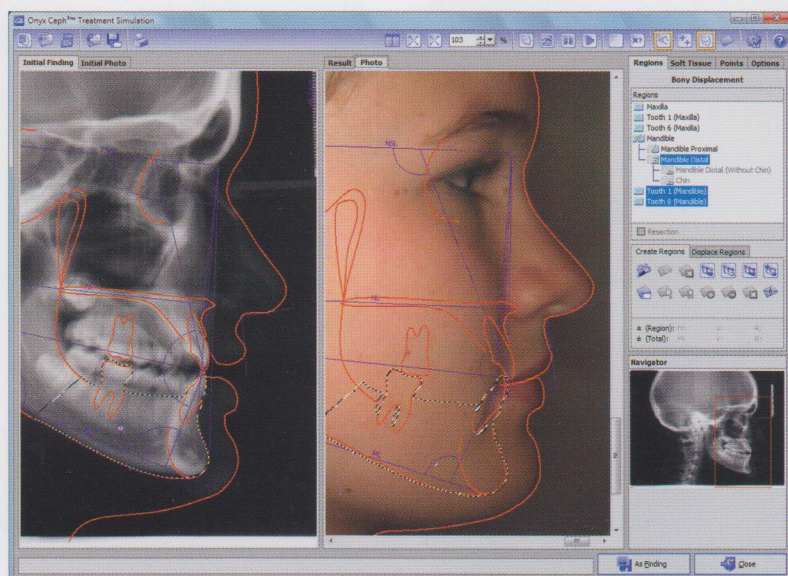 Onyx Ceph™ Treatment Simulation
103 %
Initial Finding Initial Photo
Result Photo
Regions Soft Tissue Points Options
Bony Displacement
Regions
Maxilla
Tooth 1 (Maxilla)
Tooth 6 (Maxilla)
Mandible
Mandible Proximal
Mandible Distal
Mandible Distal (Without Chin)
Chin
Tooth 1 (Mandible)
Tooth 6 (Mandible)
Resection
Create Regions Displace Regions
± (Region): H: V: R:
± (Total): H: V: R:
Navigator
NSL
NL
ML
As Finding Close